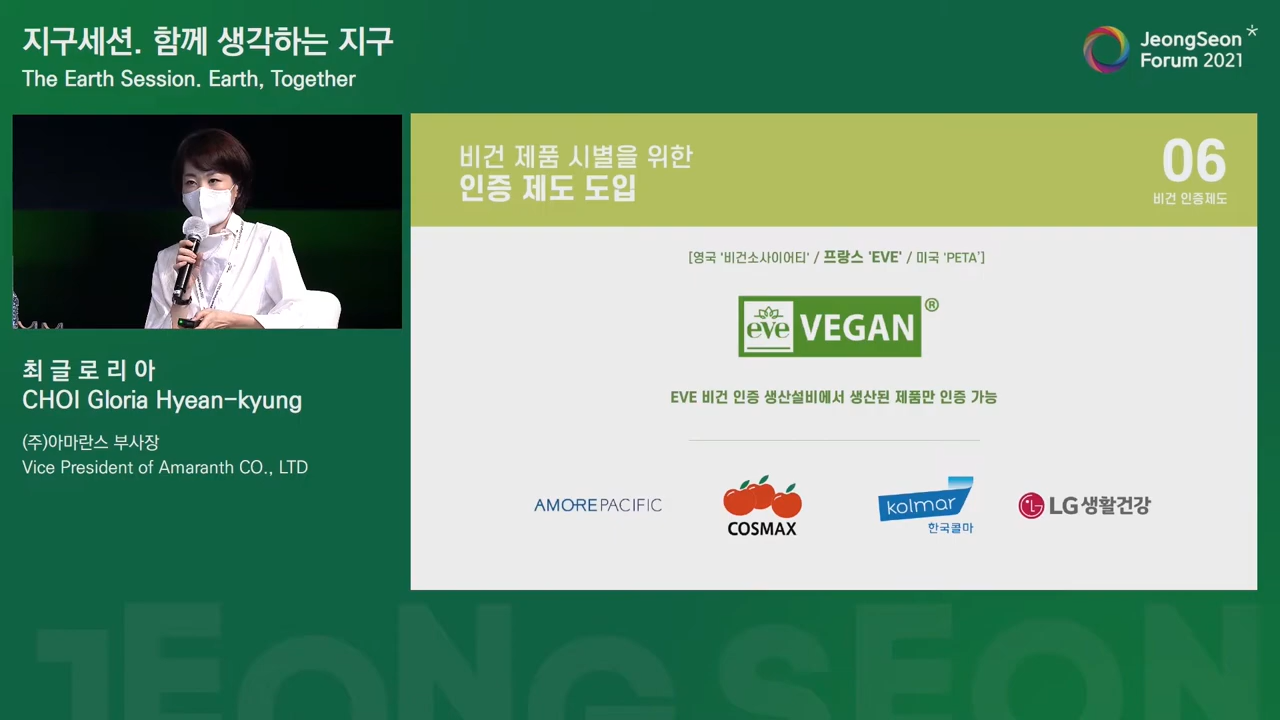 지구세션. 함께 생각하는 지구
The Earth Session. Earth, Together
JeongSeon*
Forum 2021
비건 제품 시별을 위한
인증 제도 도입
06
비건 인증제도
[영국 '비건소사이어티' / 프랑스 'EVE' / 미국 'PETA']
eve VEGAN®
EVE 비건 인증 생산설비에서 생산된 제품만 인증 가능
AMOREPACIFIC
COSMAX
kolmar
한국콜마
LG생활건강
최글로리아
CHOI Gloria Hyean-kyung
(주)아마란스 부사장
Vice President of Amaranth CO., LTD
JEONG SEON